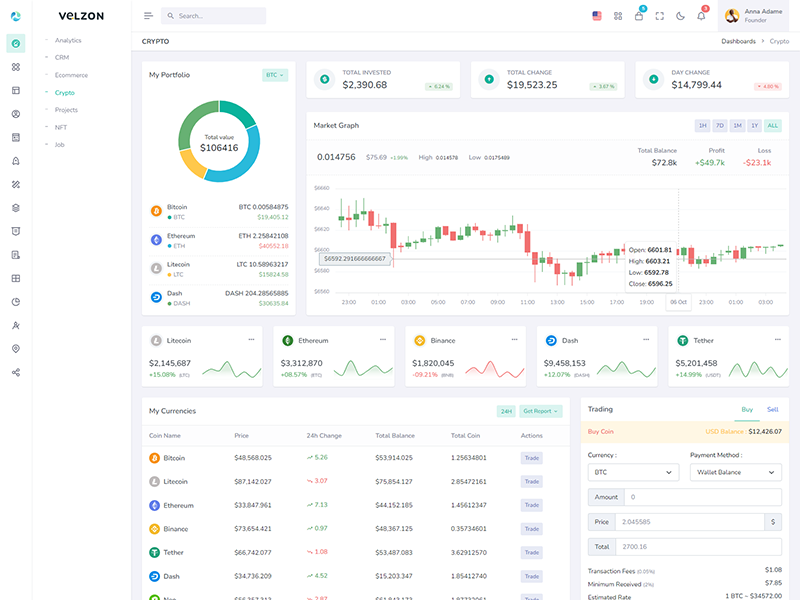 VELZON
Search...
5
3
Anna Adame
Founder
Analytics
CRM
Ecommerce
Crypto
Projects
NFT
Job
CRYPTO
Dashboards > Crypto
My Portfolio
BTC
Total value
$106416
Bitcoin
BTC 0.00584875
BTC
$19,405.12
Ethereum
ETH 2.25842108
ETH
$40552.18
Litecoin
LTC 10.58963217
LTC
$15824.58
Dash
DASH 204.28565885
DASH
$30635.84
TOTAL INVESTED
$2,390.68
6.24 %
TOTAL CHANGE
$19,523.25
3.67 %
DAY CHANGE
$14,799.44
4.80 %
Market Graph
1H 7D 1M 1Y ALL
0.014756 $75.69 +1.99% High 0.014578 Low 0.0175489
Total Balance
$72.8k
Profit
+$49.7k
Loss
-$23.1k
$6660
$6640
$6620
$6600
$6580
$6560
$6592.291666666667
Open: 6601.81
High: 6603.21
Low: 6592.78
Close: 6596.25
23:00 01:00 03:00 05:00 09:00 11:00 13:00 15:00 17:00 19:00 08 Oct 23:00 01:00 03:00
Litecoin
$2,145,687
+15.08% (LTC)
Ethereum
$3,312,870
+08.57% (BTC)
Binance
$1,820,045
-09.21% (BNB)
Dash
$9,458,153
+12.07% (DASH)
Tether
$5,201,458
+14.99% (USDT)
My Currencies
24H
Get Report
Coin Name Price 24h Change Total Balance Total Coin Actions
Bitcoin $48,568.025 5.26 $53,914.025 1.25634801 Trade
Litecoin $87,142.027 3.07 $75,854.127 2.85472161 Trade
Ethereum $33,847.961 7.13 $44,152.185 1.45612347 Trade
Binance $73,654.421 0.97 $48,367.125 0.35734601 Trade
Tether $66,742.077 1.08 $53,487.083 3.62912570 Trade
Dash $34,736.209 4.52 $15,203.347 1.85412740 Trade
Trading
Buy
Sell
Buy Coin
USD Balance : $12,426.07
Currency :
Payment Method :
BTC
Wallet Balance
Amount 0
Price 2.045585 $
Total 2700.16
Transaction Fees (0.05%) $1.08
Minimum Received (2%) $7.85
Estimated Rate 1 BTC ~ $34572.00